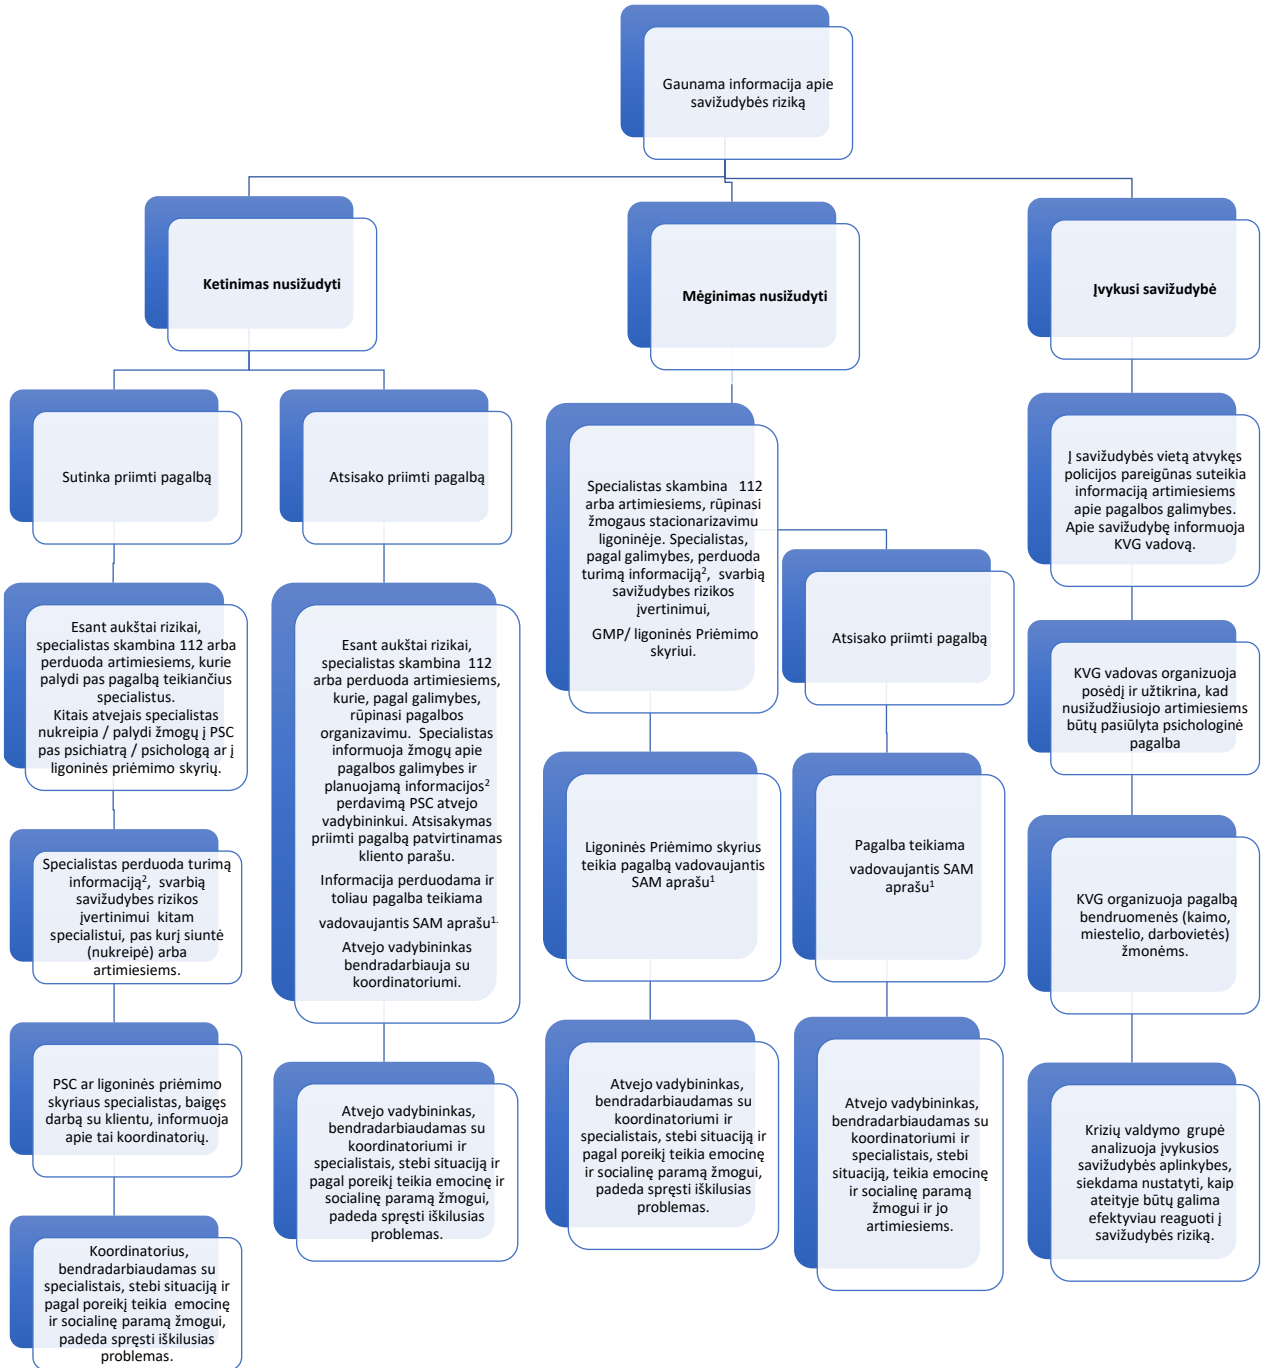 Gaunama informacija apie
savižudybės riziką
Ketinimas nusižudyti
Mėginimas nusižudyti
Įvykusi savižudybė
Sutinka priimti pagalbą
Atsisako priimti pagalbą
Specialistas skambina 112
arba artimiesiems, rūpinasi
žmogaus stacionarizavimu
ligoninėje. Specialistas,
pagal galimybes, perduoda
turimą informaciją², svarbią
savižudybes rizikos
įvertinimui,
GMP/ ligoninės Priėmimo
skyriui.
Atsisako priimti pagalbą
Į savižudybės vietą atvykęs
policijos pareigūnas suteikia
informaciją artimiesiems
apie pagalbos galimybes.
Apie savižudybę informuoja
KVG vadovą.
Esant aukštai rizikai,
specialistas skambina 112 arba
perduoda artimiesiems, kurie
palydi pas pagalbą teikiančius
specialistus.
Kitais atvejais specialistas
nukreipia / palydi žmogų į PSC
pas psichiatrą / psichologą ar į
ligoninės priėmimo skyrių.
Esant aukštai rizikai,
specialistas skambina 112
arba perduoda artimiesiems,
kurie, pagal galimybes,
rūpinasi pagalbos
organizavimu. Specialistas
informuoja žmogų apie
pagalbos galimybes ir
planuojamą informacijos²
perdavimą PSC atvejo
vadybininkui. Atsisakymas
priimti pagalbą patvirtinamas
kliento parašu.
Informacija perduodama ir
toliau pagalba teikiama
vadovaujantis SAM aprašu¹.
Atvejo vadybininkas
bendradarbiauja su
koordinatoriumi.
KVG vadovas organizuoja
posėdį ir užtikrina, kad
nusižudžiusiojo artimiesiems
būtų pasiūlyta psichologinė
pagalba
Specialistas perduoda turimą
informaciją², svarbią
savižudybes rizikos
įvertinimui kitam
specialistui, pas kurį siuntė
(nukreipė) arba
artimiesiems.
Ligoninės Priėmimo skyrius
teikia pagalbą vadovaujantis
SAM aprašu¹
Pagalba teikiama
vadovaujantis SAM
aprašu¹
KVG organizuoja pagalbą
bendruomenės (kaimo,
miestelio, darbovietės)
žmonėms.
PSC ar ligoninės priėmimo
skyriaus specialistas, baigęs
darbą su klientu, informuoja
apie tai koordinatorių.
Atvejo vadybininkas,
bendradarbiaudamas su
koordinatoriumi ir
specialistais, stebi situaciją ir
pagal poreikį teikia emocinę ir
socialinę paramą žmogui,
padeda spręsti iškilusias
problemas.
Atvejo vadybininkas,
bendradarbiaudamas su
koordinatoriumi ir
specialistais, stebi situaciją ir
pagal poreikį teikia emocinę
ir socialinę paramą žmogui,
padeda spręsti iškilusias
problemas.
Atvejo vadybininkas,
bendradarbiaudamas su
koordinatoriumi ir
specialistais, stebi
situaciją, teikia emocinę
ir socialinę paramą
žmogui ir jo
artimiesiems.
Krizių valdymo grupė
analizuoja įvykusios
savižudybės aplinkybes,
siekdama nustatyti, kaip
ateityje būtų galima
efektyviau reaguoti į
savižudybės riziką.
Koordinatorius,
bendradarbiaudamas su
specialistais, stebi situaciją ir
pagal poreikį teikia emocinę
ir socialinę paramą žmogui,
padeda spręsti iškilusias
problemas.